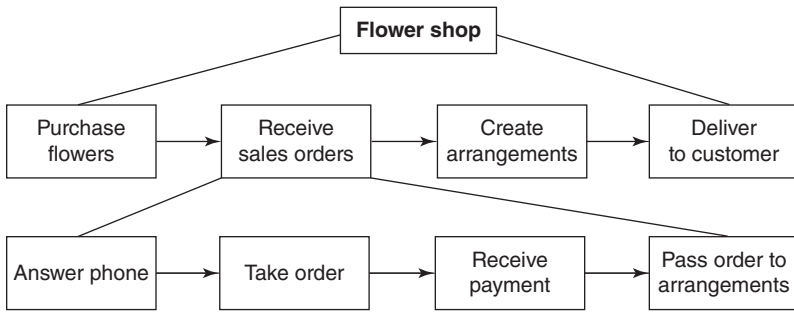 Flower shop
Purchase
flowers
Receive
sales orders
Create
arrangements
Deliver
to customer
Answer phone
Take order
Receive
payment
Pass order to
arrangements